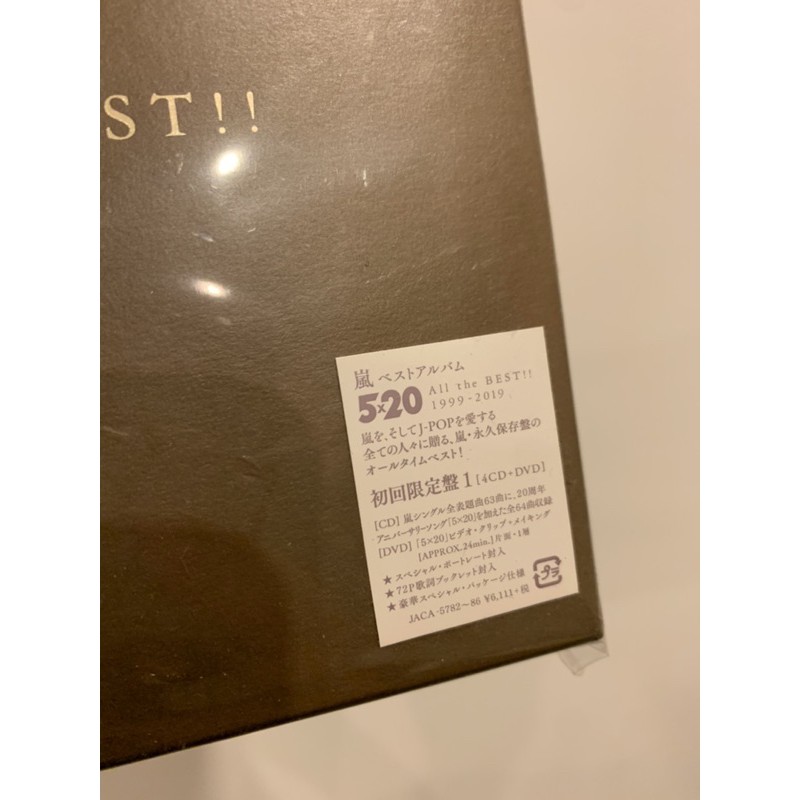 ST!!
嵐 ベストアルバム
5×20 All the BEST!!
1999-2019
嵐を、そしてJ-POPを愛する
全ての人々に贈る、嵐・永久保存盤の
オールタイムベスト!
初回限定盤1 [4CD+DVD]
[CD] 嵐シングル全表題曲63曲に、20周年
アニバーサリーソング「5×20」を加えた全64曲収録
[DVD] 「5×20」ビデオ・クリップ+メイキング
[APPROX.24min.] 片面・1層
★スペシャル・ポートレート封入
★72P歌詞ブックレット封入
★豪華スペシャル・パッケージ仕様
JACA-5782~86 ¥6,111+税
プラ